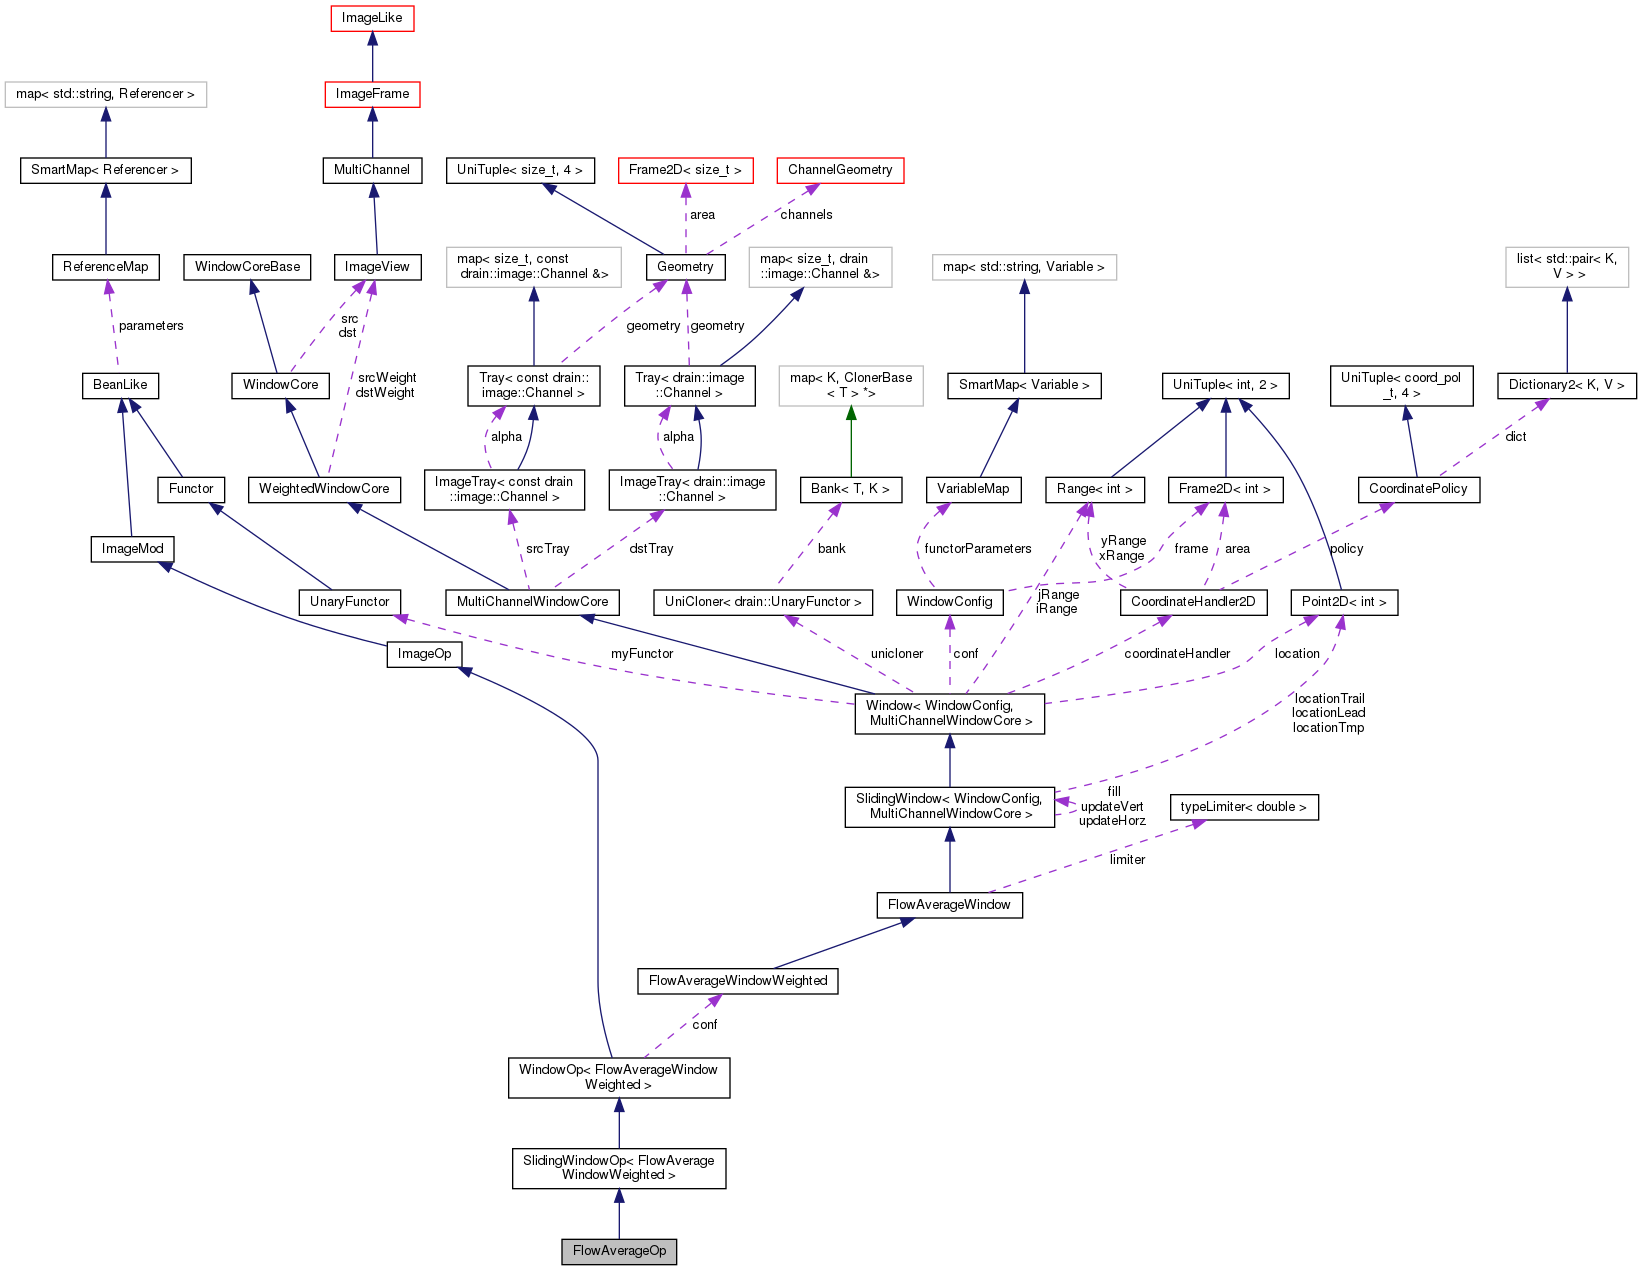 ImageLike
map< std::string, Referencer >
ImageFrame
SmartMap< Referencer >
MultiChannel
UniTuple< size_t, 4 >
Frame2D< size_t >
ChannelGeometry
area
channels
ReferenceMap
WindowCoreBase
ImageView
map< size_t, const
drain::image::Channel &>
Geometry
map< size_t, drain
::image::Channel &>
map< std::string, Variable >
list< std::pair< K,
V > >
parameters
src
dst
geometry
geometry
BeanLike
WindowCore
srcWeight
dstWeight
Tray< const drain::
image::Channel >
Tray< drain::image
::Channel >
map< K, ClonerBase
< T > *>
SmartMap< Variable >
UniTuple< int, 2 >
UniTuple< coord_pol
_t, 4 >
Dictionary2< K, V >
alpha
alpha
dict
Functor
WeightedWindowCore
ImageTray< const drain
::image::Channel >
ImageTray< drain::image
::Channel >
Bank< T, K >
VariableMap
Range< int >
Frame2D< int >
CoordinatePolicy
ImageMod
srcTray
dstTray
bank
functorParameters
yRange
xRange
frame
area
policy
UnaryFunctor
MultiChannelWindowCore
UniCloner< drain::UnaryFunctor >
WindowConfig
jRange
iRange
CoordinateHandler2D
Point2D< int >
ImageOp
myFunctor
unicloner
conf
coordinateHandler
location
Window< WindowConfig,
MultiChannelWindowCore >
locationTrail
locationLead
locationTmp
SlidingWindow< WindowConfig,
MultiChannelWindowCore >
fill
updateVert
updateHorz
typeLimiter< double >
limiter
FlowAverageWindow
FlowAverageWindowWeighted
conf
WindowOp< FlowAverageWindow
Weighted >
SlidingWindowOp< FlowAverage
WindowWeighted >
FlowAverageOp